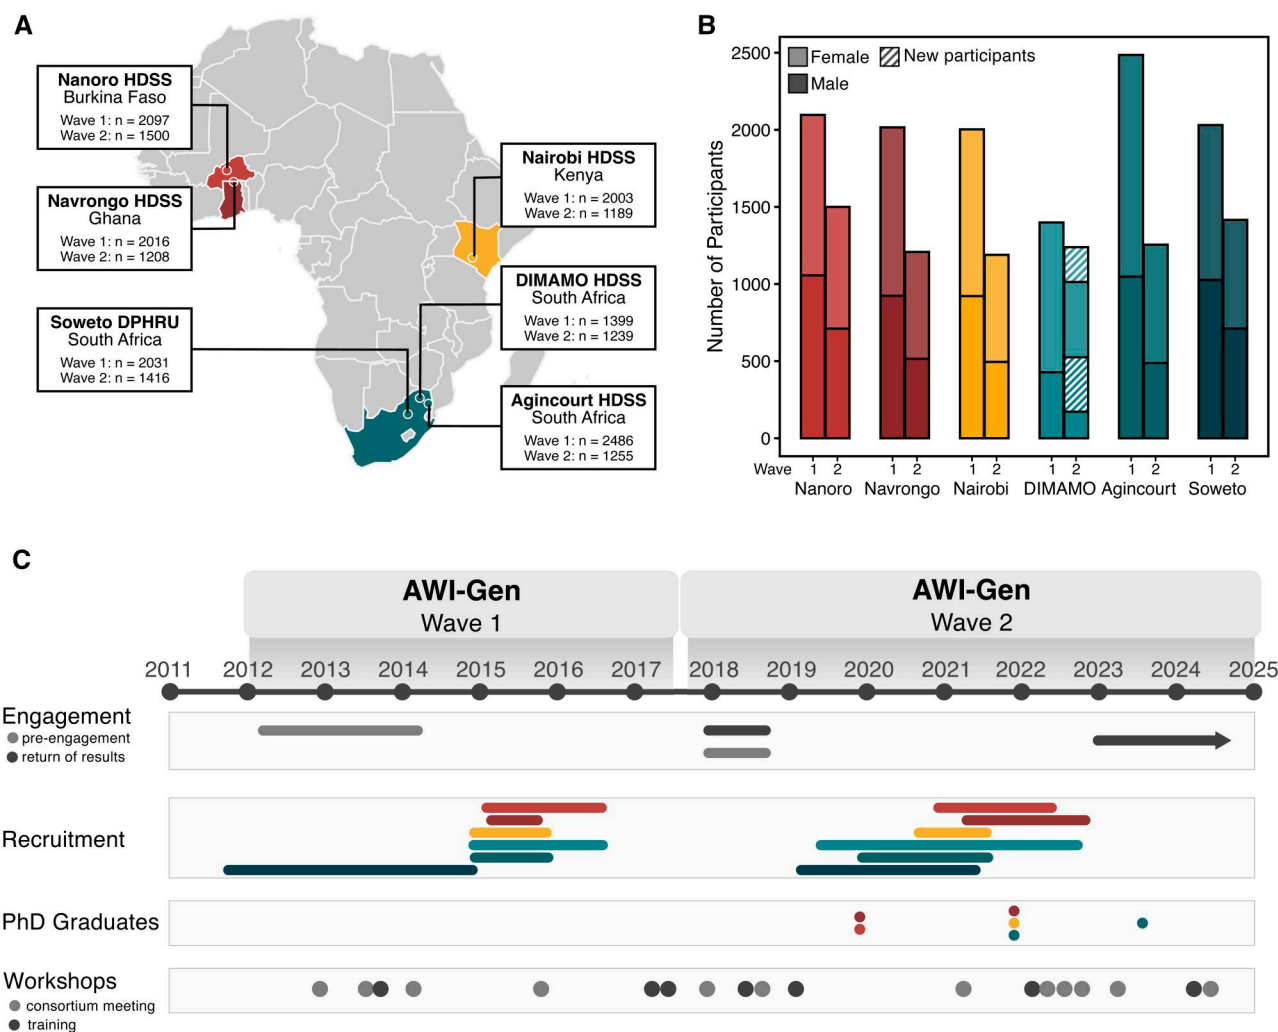 A
Nanoro HDSS
Burkina Faso
Wave 1: n = 2097
Wave 2: n = 1500
Navrongo HDSS
Ghana
Wave 1: n = 2016
Wave 2: n = 1208
Soweto DPHRU
South Africa
Wave 1: n = 2031
Wave 2: n = 1416
Nairobi HDSS
Kenya
Wave 1: n = 2003
Wave 2: n = 1189
DIMAMO HDSS
South Africa
Wave 1: n = 1399
Wave 2: n = 1239
Agincourt HDSS
South Africa
Wave 1: n = 2486
Wave 2: n = 1255
B
Female New participants
Male
Number of Participants
2500
2000
1500
1000
500
0
Wave 1 2 1 2 1 2 1 2 1 2 1 2
Nanoro Navrongo Nairobi DIMAMO Agincourt Soweto
C
AWI-Gen
Wave 1
AWI-Gen
Wave 2
2011 2012 2013 2014 2015 2016 2017 2018 2019 2020 2021 2022 2023 2024 2025
Engagement
pre-engagement
return of results
Recruitment
PhD Graduates
Workshops
consortium meeting
training